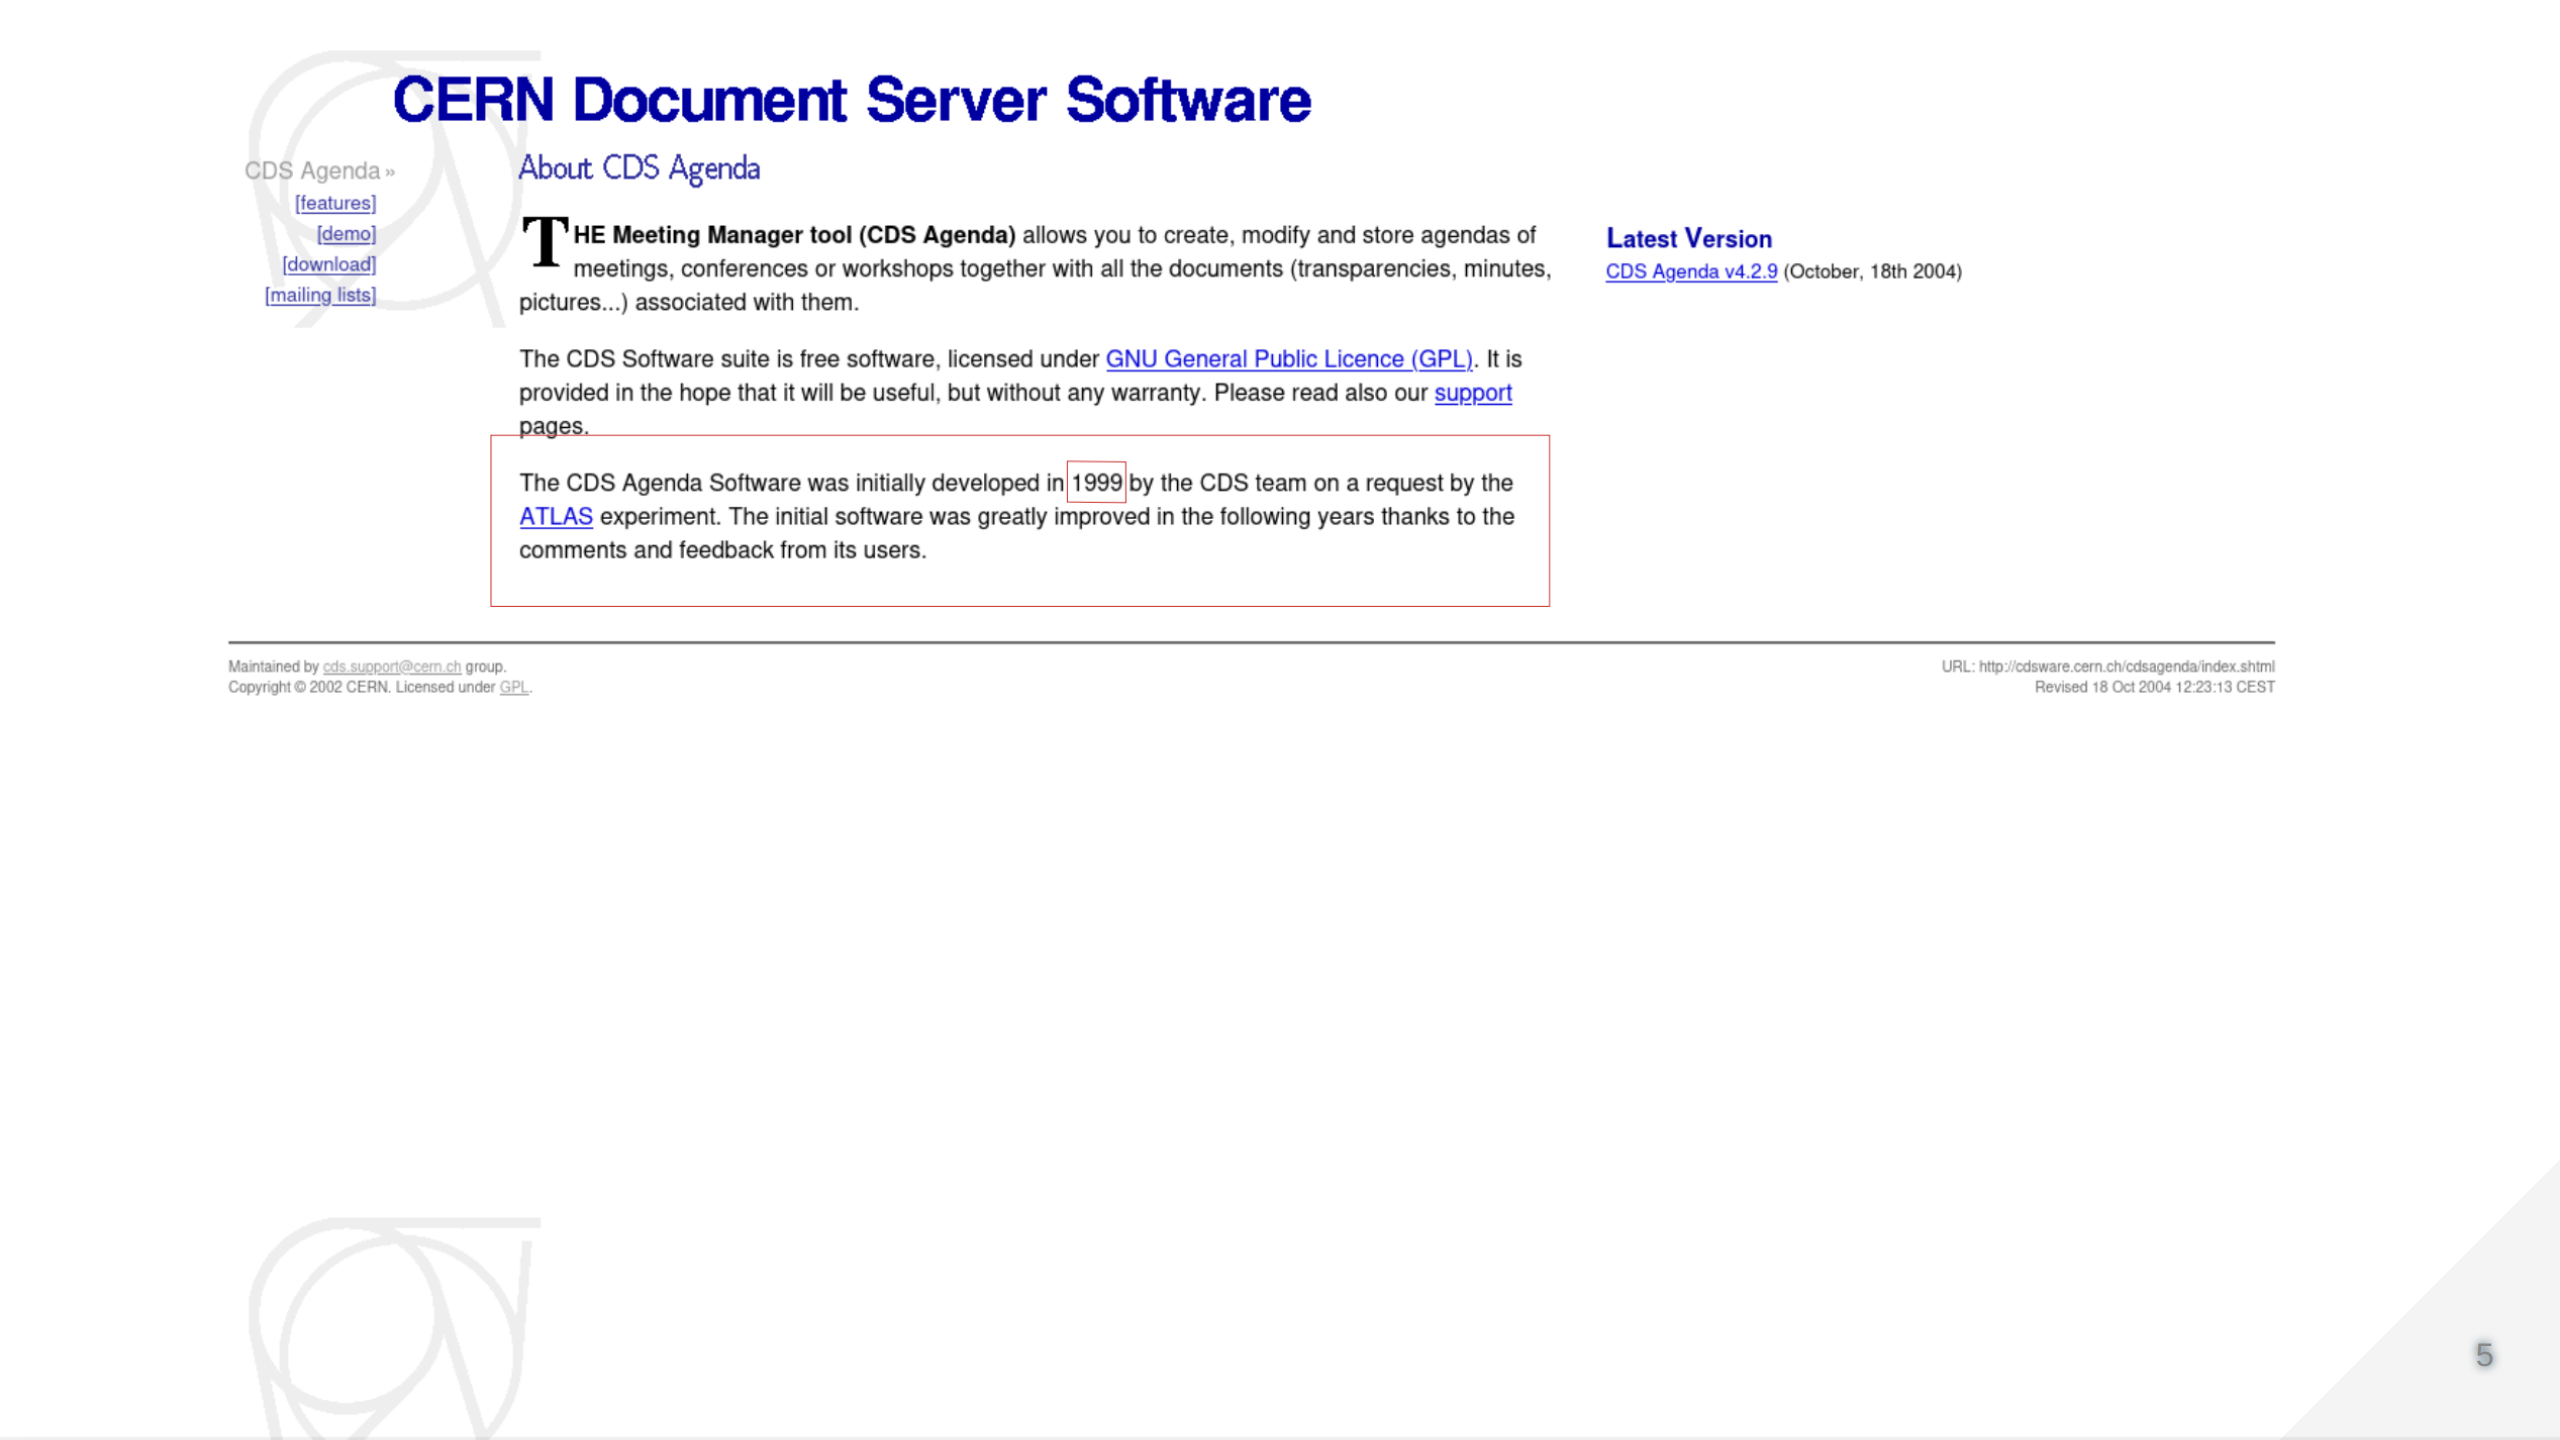 CERN Document Server Software
CDS Agenda »
[features]
[demo]
[download]
[mailing lists]
About CDS Agenda
THE Meeting Manager tool (CDS Agenda) allows you to create, modify and store agendas of
meetings, conferences or workshops together with all the documents (transparencies, minutes,
pictures...) associated with them.
The CDS Software suite is free software, licensed under GNU General Public Licence (GPL). It is
provided in the hope that it will be useful, but without any warranty. Please read also our support
pages.
The CDS Agenda Software was initially developed in 1999 by the CDS team on a request by the
ATLAS experiment. The initial software was greatly improved in the following years thanks to the
comments and feedback from its users.
Latest Version
CDS Agenda v4.2.9 (October, 18th 2004)
Maintained by cds.support@cern.ch group.
Copyright © 2002 CERN. Licensed under GPL.
URL: http://cdsware.cern.ch/cdsagenda/index.shtml
Revised 18 Oct 2004 12:23:13 CEST
5